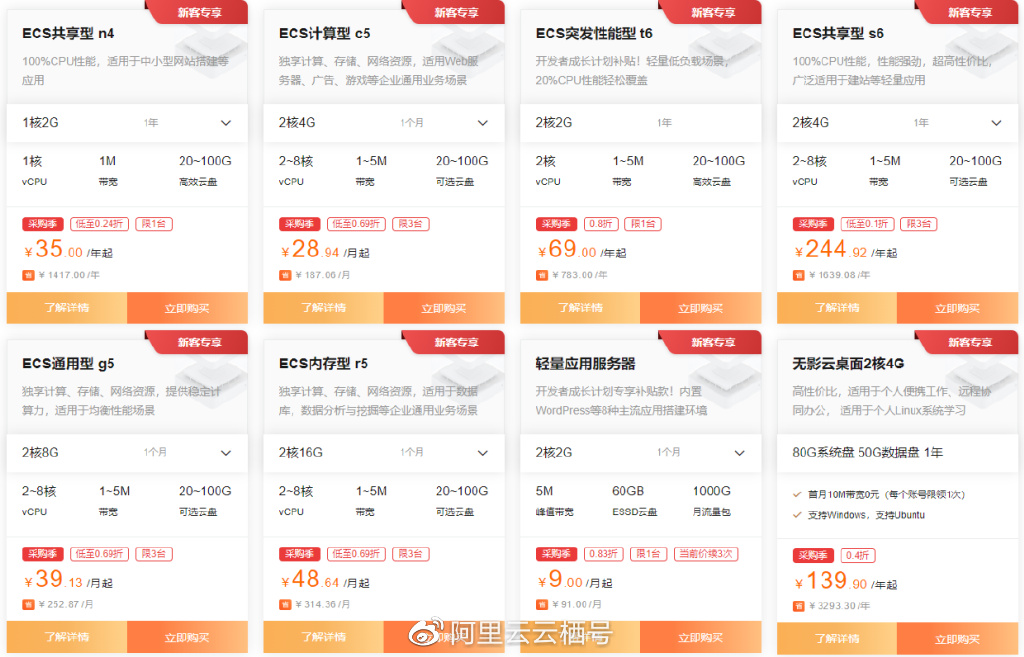 新客专享
ECS共享型 n4
100%CPU性能，适用于中小型网站搭建等
应用
1核2G 1年
1核 1M 20~100G
vCPU 带宽 高效云盘
采购季 低至0.24折 限1台
¥35.00 /年起
省 ¥1417.00/年
了解详情 立即购买
新客专享
ECS计算型 c5
独享计算、存储、网络资源，适用Web服
务器、广告、游戏等企业通用业务场景
2核4G 1个月
2~8核 1~5M 20~100G
vCPU 带宽 可选云盘
采购季 低至0.69折 限3台
¥28.94 /月起
省 ¥187.06/月
了解详情 立即购买
新客专享
ECS突发性能型 t6
开发者成长计划补贴！轻量低负载场景，
20%CPU性能轻松覆盖
2核2G 1年
2核 1~5M 20~100G
vCPU 带宽 高效云盘
采购季 0.8折 限1台
¥69.00 /年起
省 ¥783.00/年
了解详情 立即购买
新客专享
ECS共享型 s6
100%CPU性能，性能强劲，超高性价比，
广泛适用于建站等轻量应用
2核4G 1年
2~8核 1~5M 20~100G
vCPU 带宽 可选云盘
采购季 低至0.1折 限3台
¥244.92 /年起
省 ¥1639.08/年
了解详情 立即购买
新客专享
ECS通用型 g5
独享计算、存储、网络资源，提供稳定计
算力，适用于均衡性能场景
2核8G 1个月
2~8核 1~5M 20~100G
vCPU 带宽 可选云盘
采购季 低至0.69折 限3台
¥39.13 /月起
省 ¥252.87/月
了解详情 立即购买
新客专享
ECS内存型 r5
独享计算、存储、网络资源，适用于数据
库、数据分析与挖掘等企业通用业务场景
2核16G 1个月
2~8核 1~5M 20~100G
vCPU 带宽 可选云盘
采购季 低至0.69折 限3台
¥48.64 /月起
省 ¥314.36/月
了解详情 立即购买
新客专享
轻量应用服务器
开发者成长计划专享补贴款！内置
WordPress等8种主流应用搭建环境
2核2G 1个月
5M 60GB 1000G
峰值带宽 ESSD云盘 月流量包
采购季 0.83折 限1台 当前价续3次
¥9.00 /月起
省 ¥91.00/月
了解详情 立即购买
新客专享
无影云桌面2核4G
高性价比，适用于个人便携工作、远程协
同办公， 适用于个人Linux系统学习
80G系统盘 50G数据盘 1年
首月10M带宽0元（每个账号限领1次）
支持Windows，支持Ubuntu
采购季 0.4折
¥139.90 /年起
省 ¥3293.30/年
了解详情 立即购买
阿里云云栖号